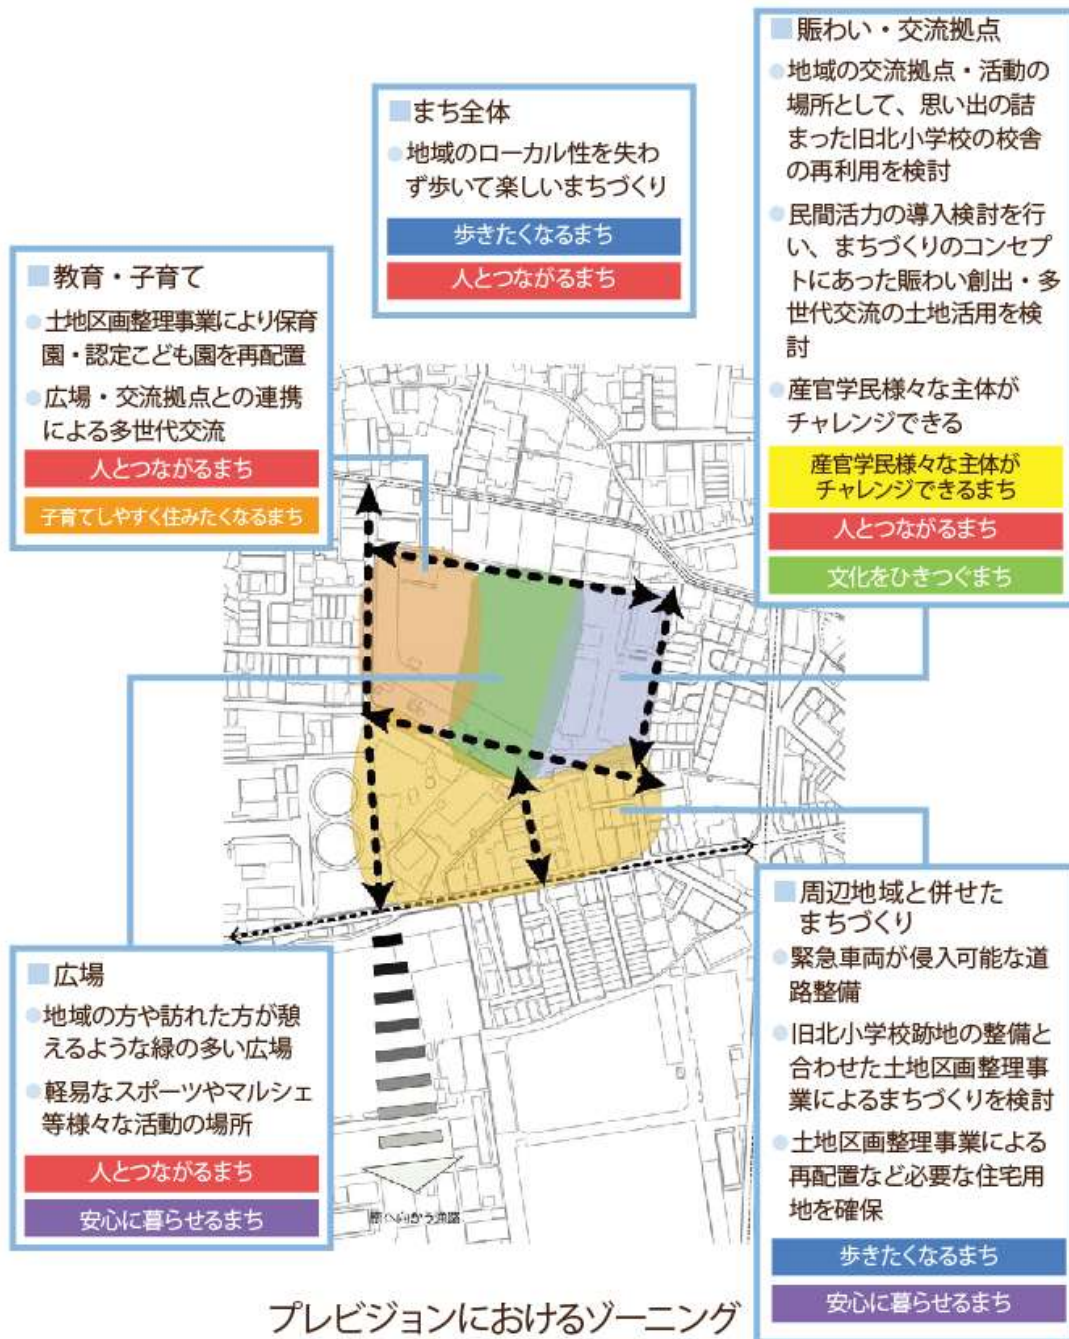 賑わい・交流拠点
地域の交流拠点・活動の
場所として、思い出の詰
まった旧北小学校の校舎
の再利用を検討
民間活力の導入検討を行
い、まちづくりのコンセプ
トにあった賑わい創出・多
世代交流の土地活用を検
討
産官学民様々な主体が
チャレンジできる
産官学民様々な主体が
チャレンジできるまち
人とつながるまち
文化をひきつぐまち
まち全体
地域のローカル性を失わ
ず歩いて楽しいまちづくり
歩きたくなるまち
人とつながるまち
教育・子育て
土地区画整理事業により保育
園・認定こども園を再配置
広場・交流拠点との連携
による多世代交流
人とつながるまち
子育てしやすく住みたくなるまち
広場
地域の方や訪れた方が憩
えるような緑の多い広場
軽易なスポーツやマルシェ
等様々な活動の場所
人とつながるまち
安心に暮らせるまち
周辺地域と併せた
まちづくり
緊急車両が侵入可能な道
路整備
旧北小学校跡地の整備と
合わせた土地区画整理事
業によるまちづくりを検討
土地区画整理事業による
再配置など必要な住宅用
地を確保
歩きたくなるまち
安心に暮らせるまち
プレビジョンにおけるゾーニング